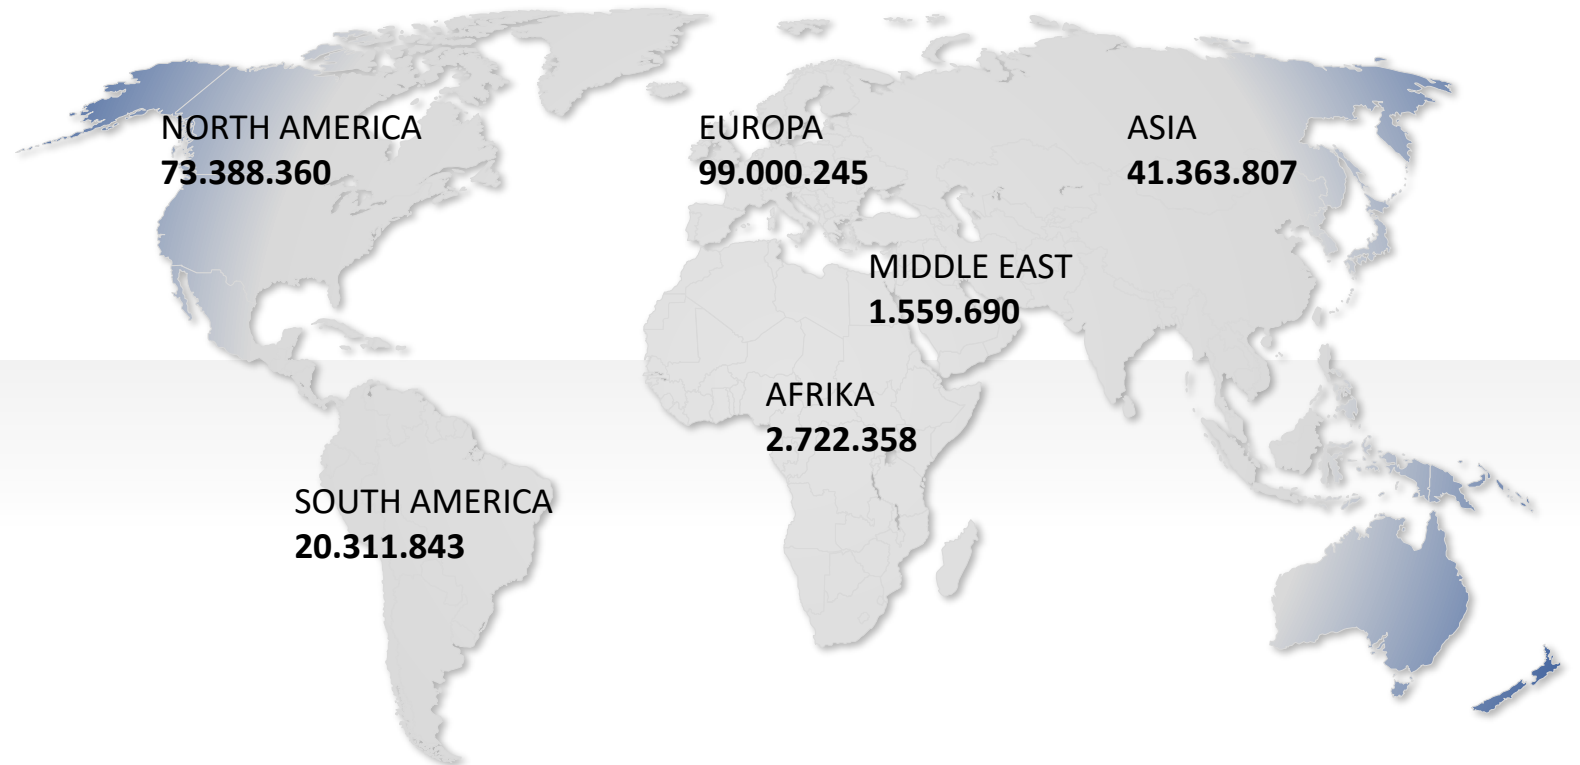 NORTH AMERICA
73.388.360
EUROPA
99.000.245
ASIA
41.363.807
MIDDLE EAST
1.559.690
AFRIKA
2.722.358
SOUTH AMERICA
20.311.843